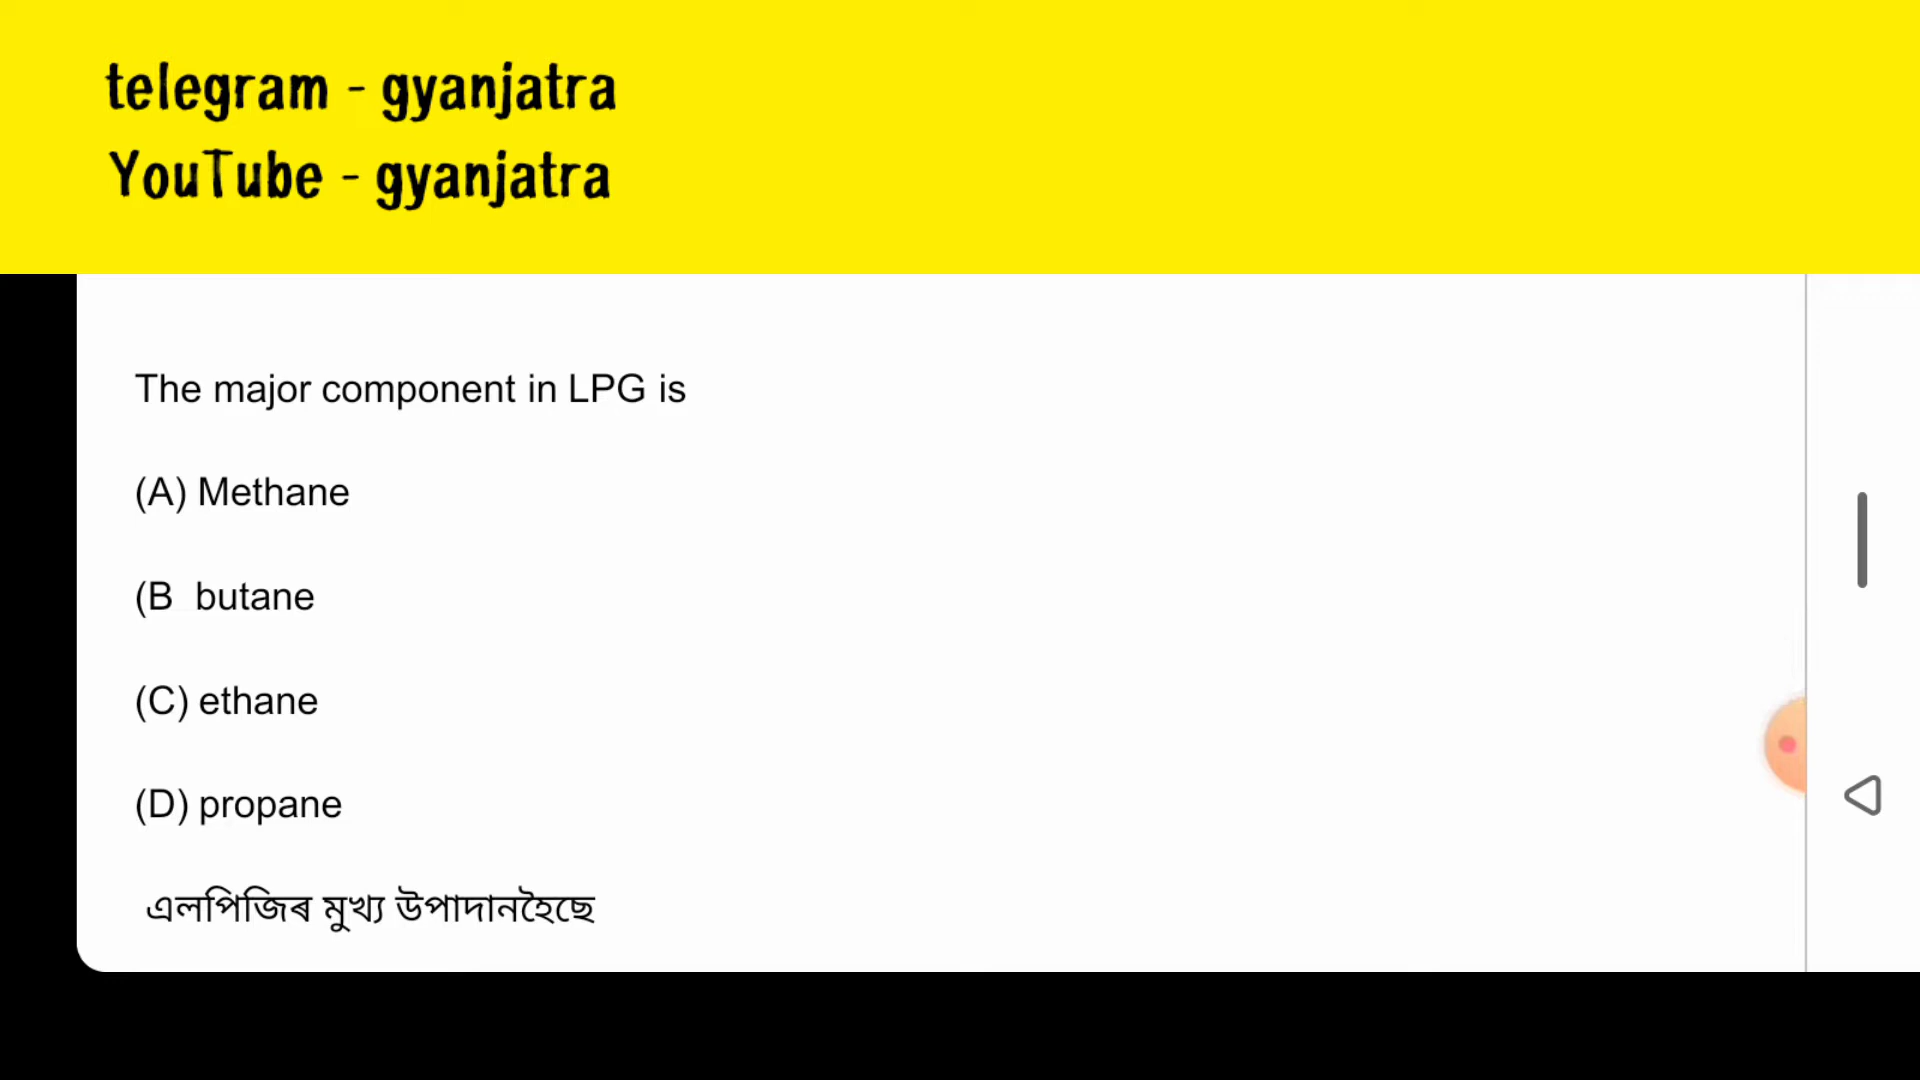 telegram - gyanjatra
YouTube - gyanjatra
The major component in LPG is
(A) Methane
(B butane
(C) ethane
(D) propane
এলপিজিৰ মুখ্য উপাদানহৈছে